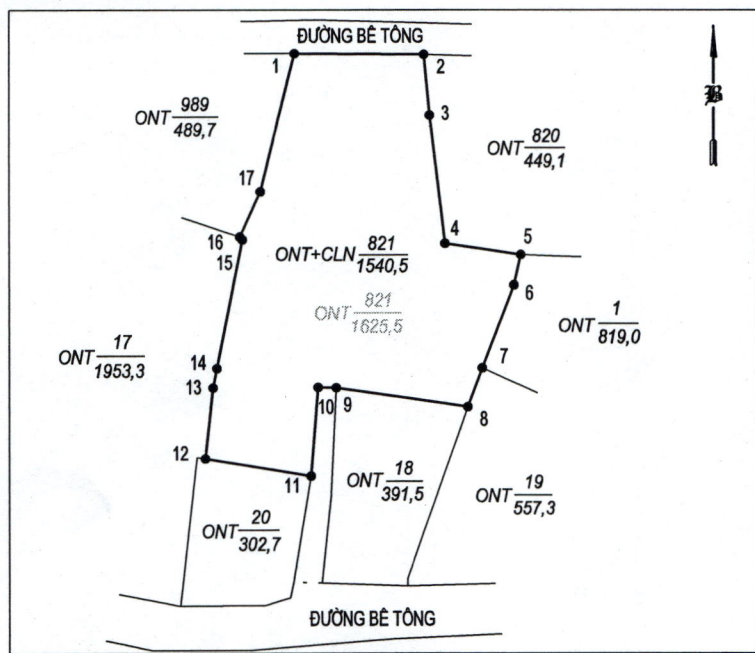 ĐƯỜNG BÊ TÔNG
1
2
3
ONT 989/489,7
ONT 820/449,1
17
16
15
4
5
ONT+CLN 821/1540,5
6
ONT 821/1625,5
ONT 1/819,0
ONT 17/1953,3
14
13
7
10
9
8
12
11
ONT 18/391,5
ONT 19/557,3
ONT 20/302,7
ĐƯỜNG BÊ TÔNG